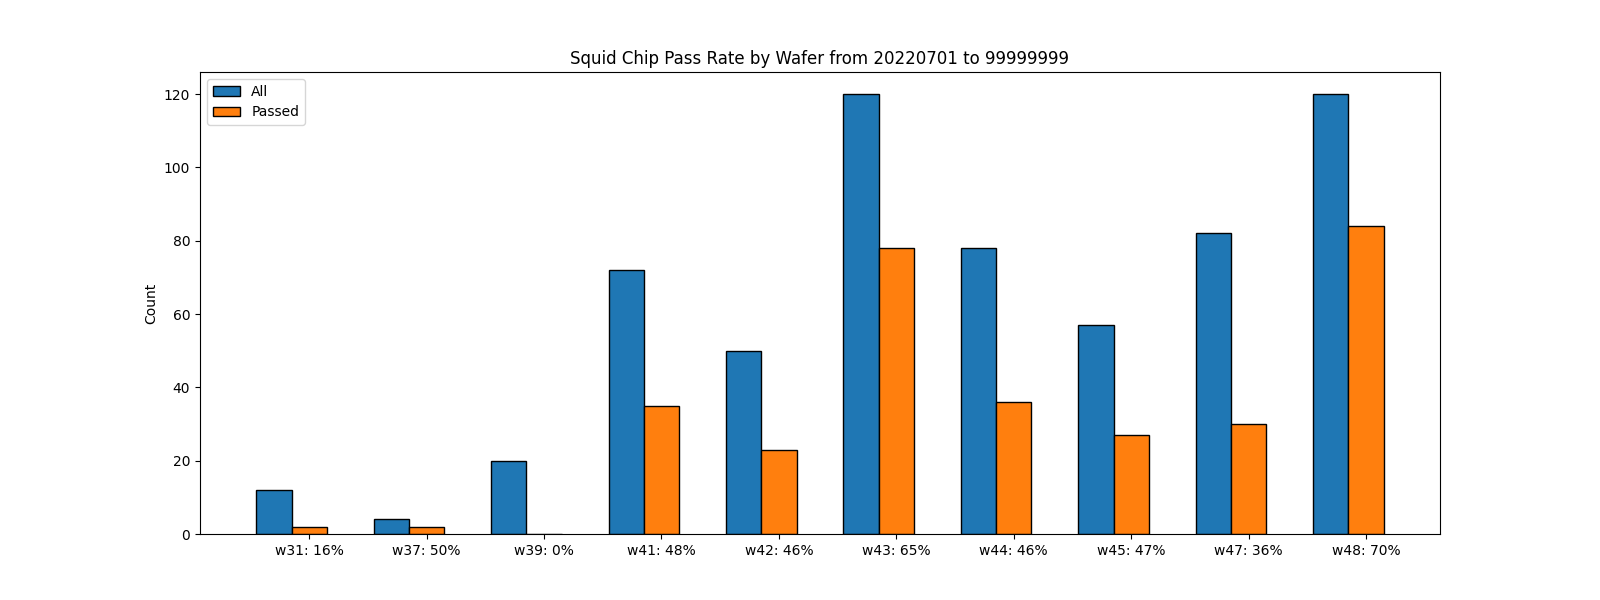 Squid Chip Pass Rate by Wafer from 20220701 to 99999999
All
Passed
120
100
80
60
40
20
0
Count
w31: 16% w37: 50% w39: 0% w41: 48% w42: 46% w43: 65% w44: 46% w45: 47% w47: 36% w48: 70%